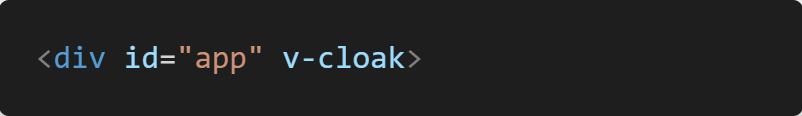 <div id="app" v-cloak>